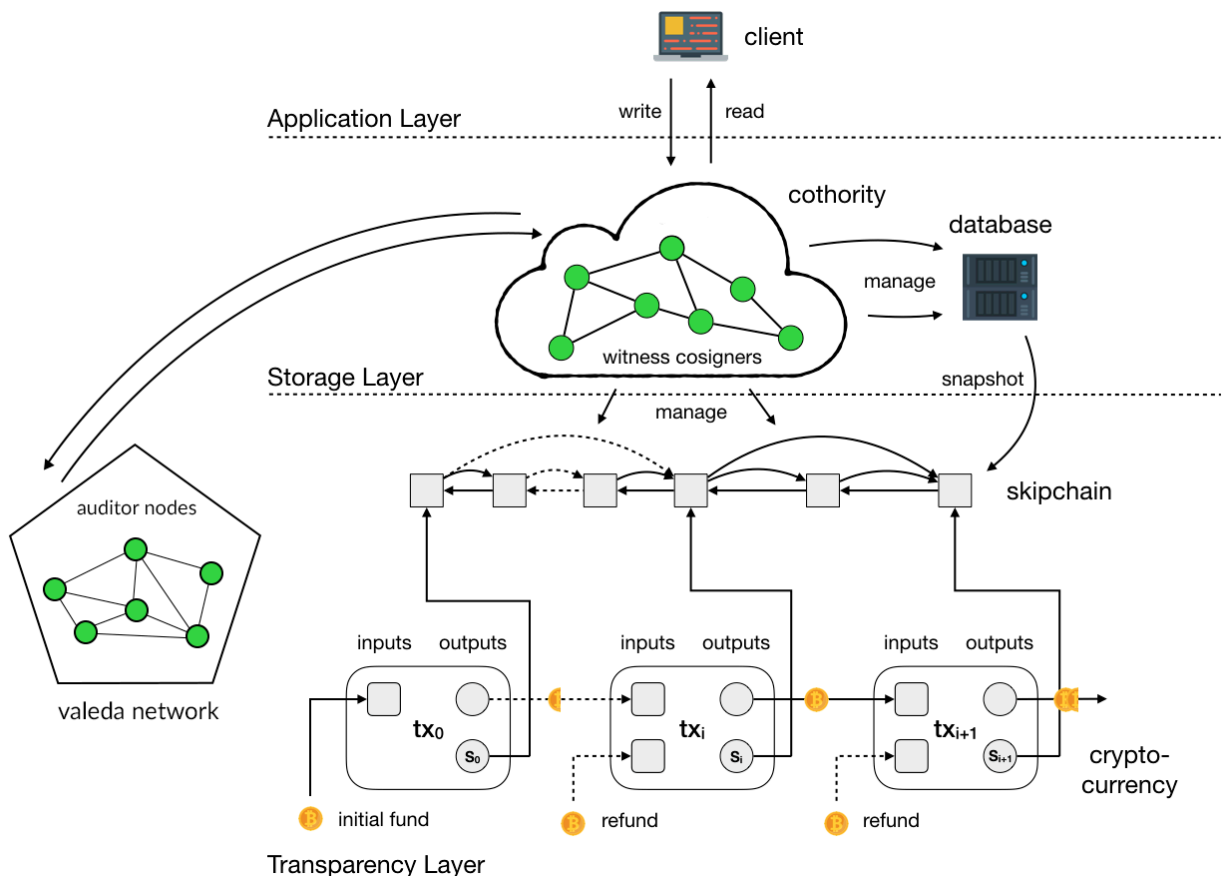 client
write
read
Application Layer
cothority
database
manage
witness cosigners
Storage Layer
snapshot
manage
skipchain
auditor nodes
valeda network
inputs
outputs
inputs
outputs
inputs
outputs
tx0
S0
txi
Si
txi+1
Si+1
crypto-
currency
initial fund
refund
refund
Transparency Layer